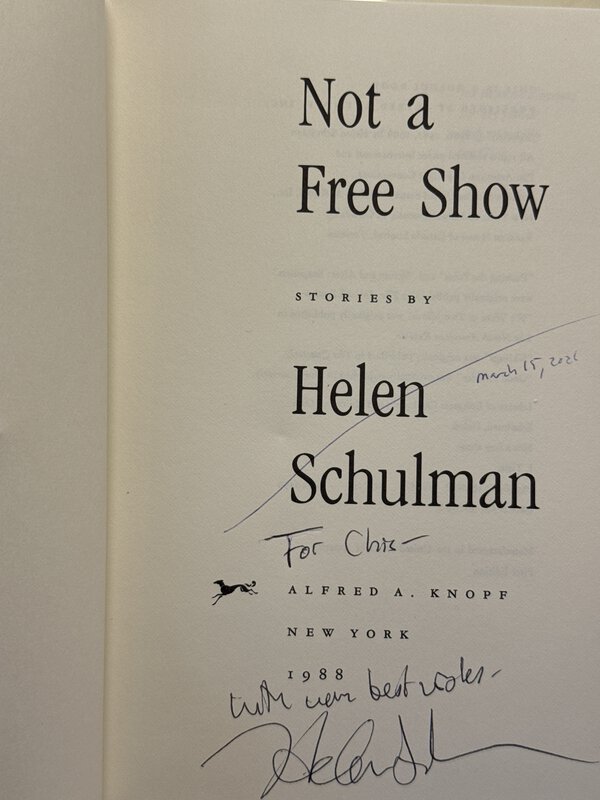 Not a
Free Show
STORIES BY
March 15, 2026
Helen
Schulman
For Chris—
ALFRED A. KNOPF
NEW YORK
1988
with very best wishes—